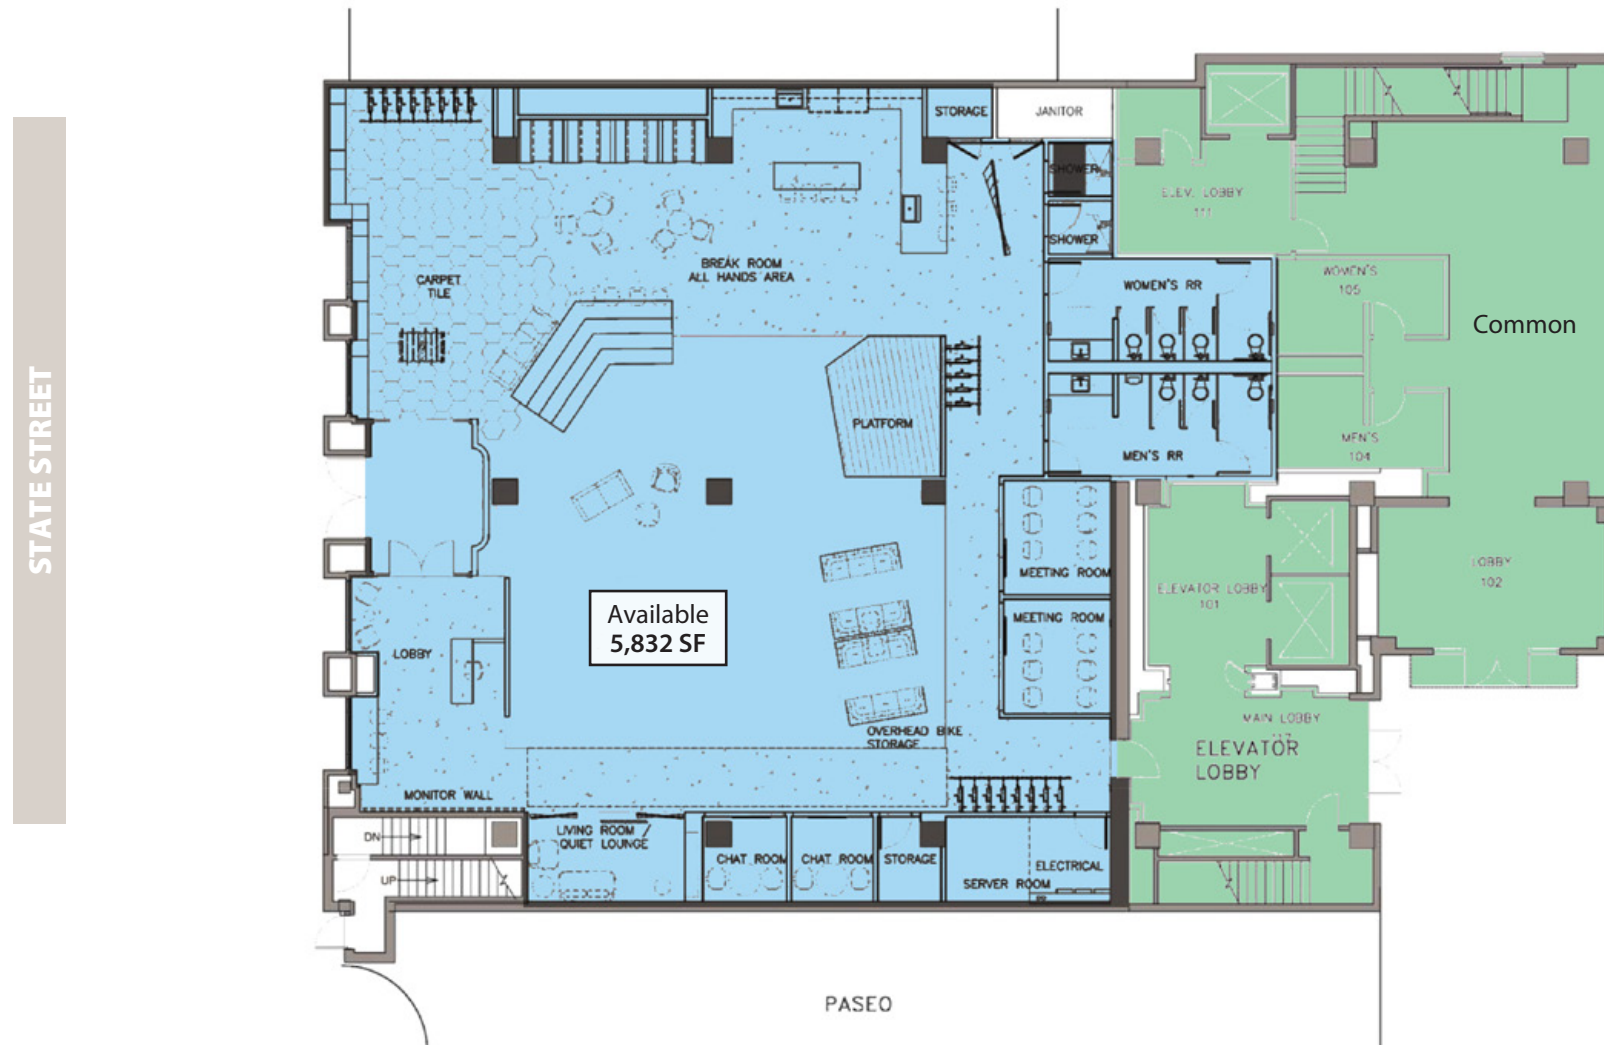 STATE STREET
STORAGE
JANITOR
SHOWER
SHOWER
ELEV. LOBBY
111
BREAK ROOM
ALL HANDS AREA
CARPET
TILE
WOMEN'S RR
WOMEN'S
105
Common
PLATFORM
MEN'S RR
MEN'S
104
MEETING ROOM
MEETING ROOM
ELEVATOR LOBBY
101
LOBBY
102
Available
5,832 SF
LOBBY
OVERHEAD BIKE
STORAGE
MAIN LOBBY
ELEVATOR
LOBBY
MONITOR WALL
DN
UP
LIVING ROOM /
QUIET LOUNGE
CHAT ROOM
CHAT ROOM
STORAGE
SERVER ROOM
ELECTRICAL
PASEO